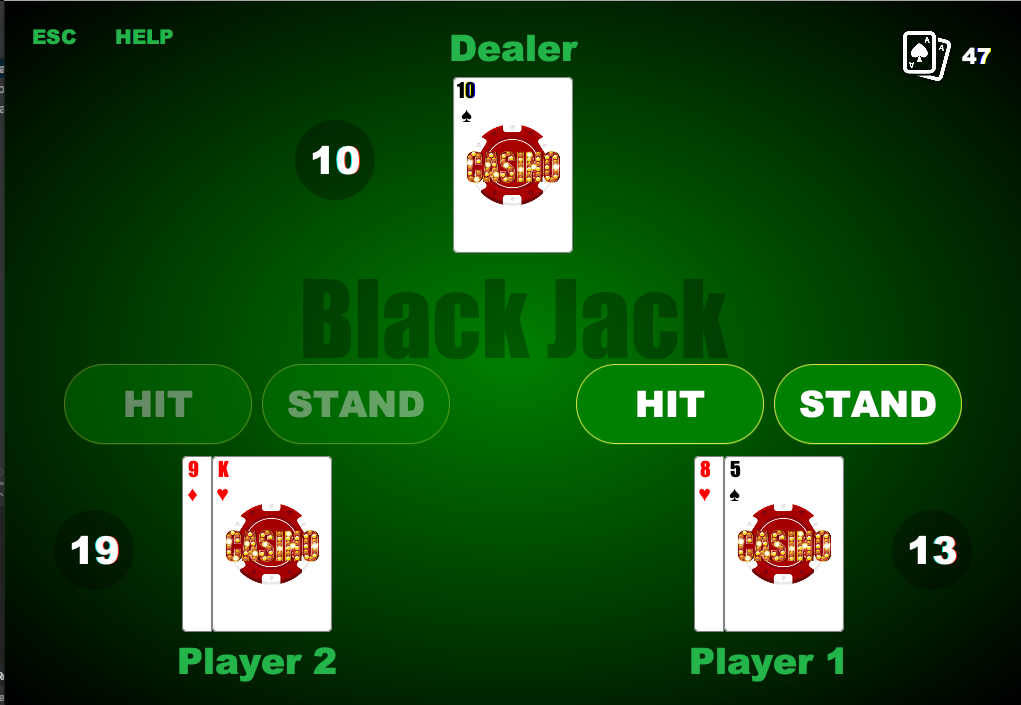 ESC HELP
Dealer
47
10
♠
CASINO
10
Black Jack
HIT STAND
HIT STAND
9 K
♦ ♥
CASINO
19
8 5
♥ ♠
CASINO
13
Player 2
Player 1